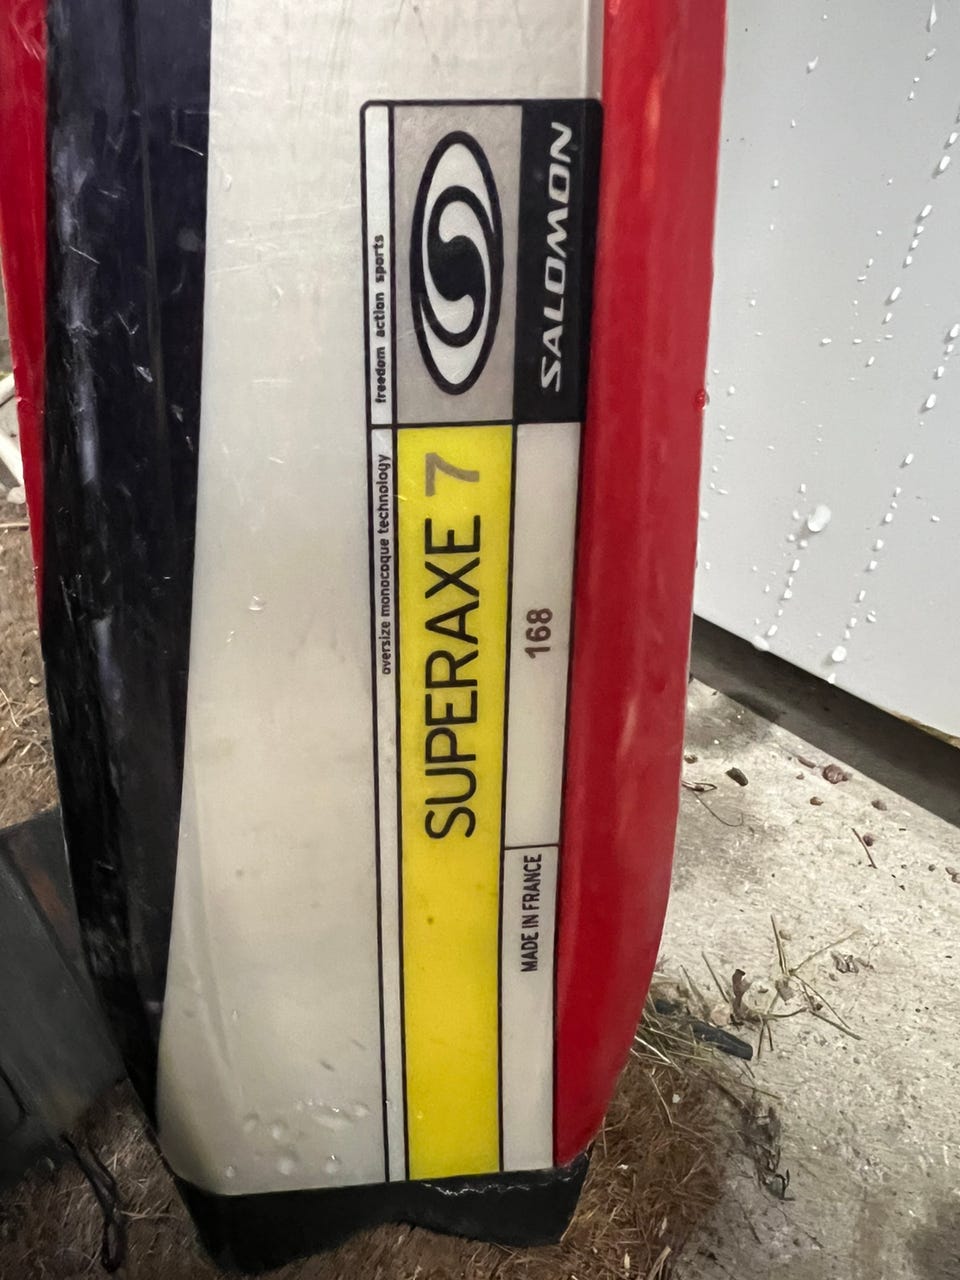 SALOMON
freedom action sports
oversize monocoque technology
SUPERAXE 7
168
MADE IN FRANCE